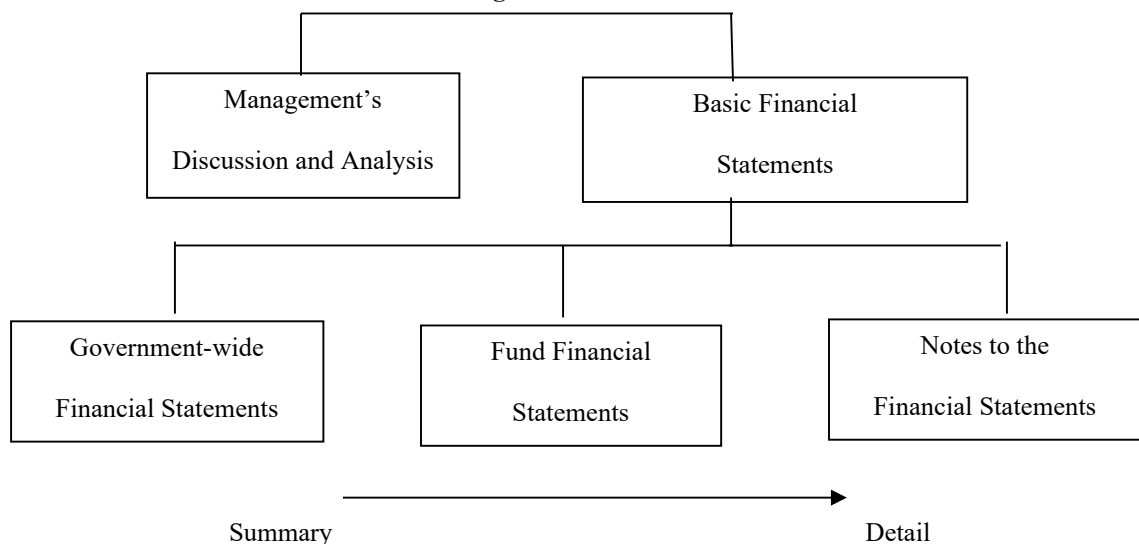 Management's
Discussion and Analysis
Basic Financial
Statements
Government-wide
Financial Statements
Fund Financial
Statements
Notes to the
Financial Statements
Summary
Detail